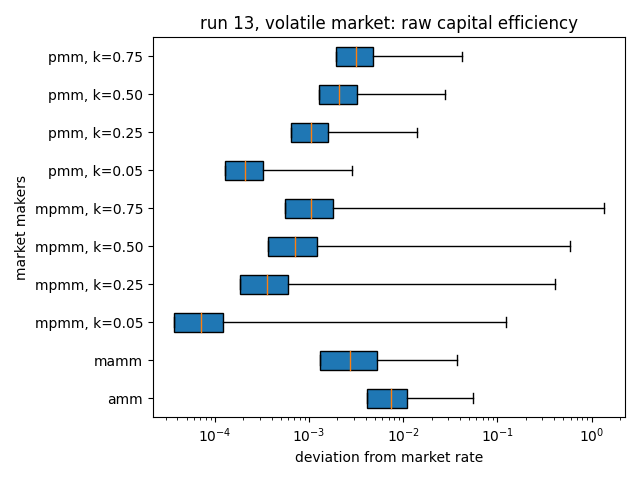 run 13, volatile market: raw capital efficiency
pmm, k=0.75
pmm, k=0.50
pmm, k=0.25
pmm, k=0.05
mpmm, k=0.75
mpmm, k=0.50
mpmm, k=0.25
mpmm, k=0.05
mamm
amm
market makers
10⁻⁴ 10⁻³ 10⁻² 10⁻¹ 10⁰
deviation from market rate